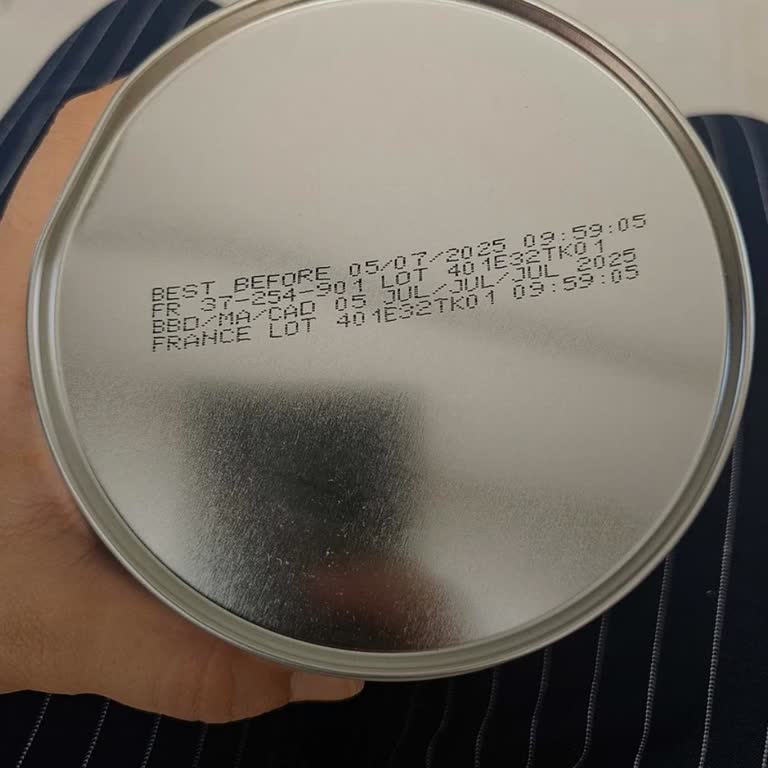 BEST BEFORE 05/07/2025 09:59:05
FR 37-254-901 LOT 401E32TK01
BBD/MA/CAD 05 JUL/JUL/JUL 2025
FRANCE LOT 401E32TK01 09:59:05